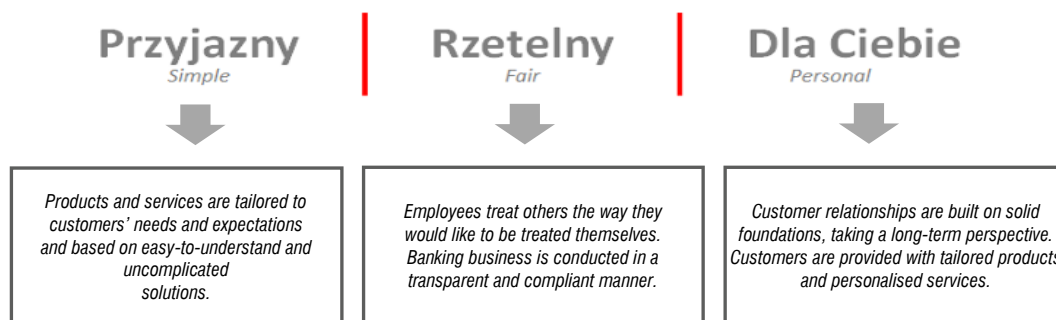 Przyjazny
Simple
Rzetelny
Fair
Dla Ciebie
Personal
Products and services are tailored to
customers' needs and expectations
and based on easy-to-understand and
uncomplicated
solutions.
Employees treat others the way they
would like to be treated themselves.
Banking business is conducted in a
transparent and compliant manner.
Customer relationships are built on solid
foundations, taking a long-term perspective.
Customers are provided with tailored products
and personalised services.